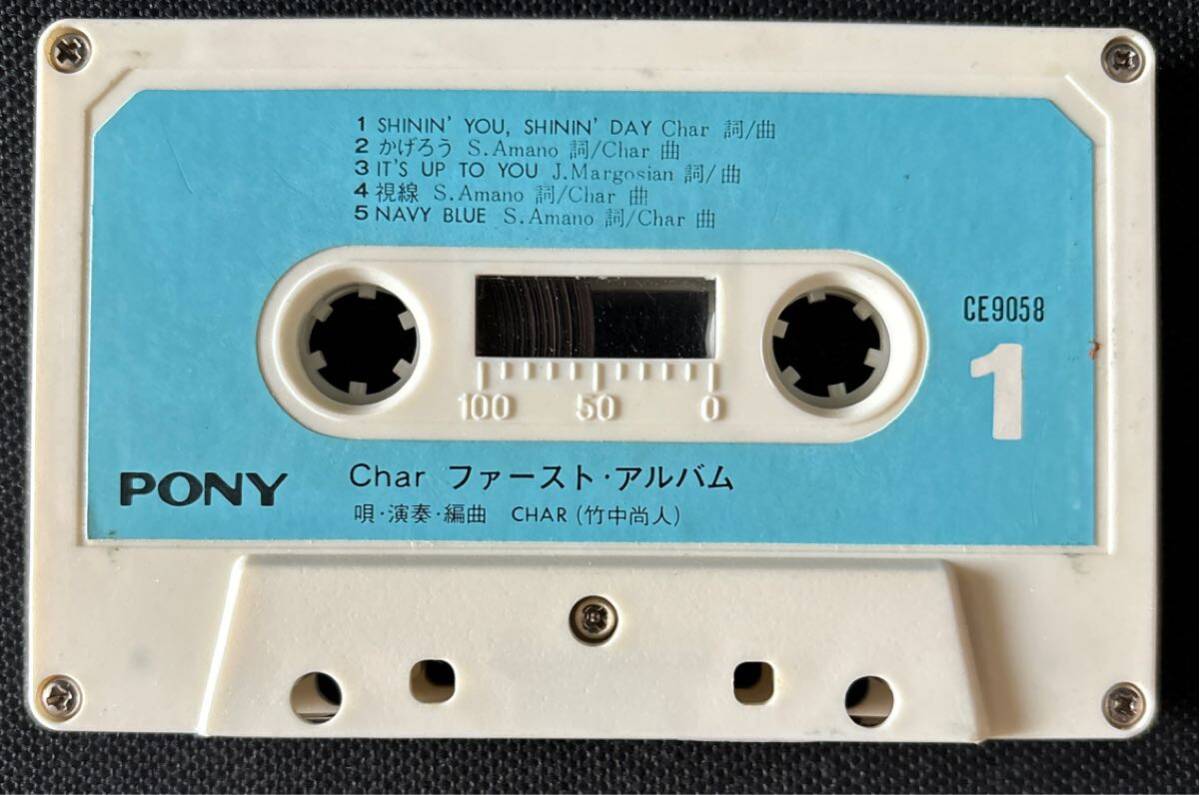 1 SHININ' YOU, SHININ' DAY Char 詞/曲
2 かげろう S.Amano 詞/Char 曲
3 IT'S UP TO YOU J.Margosian 詞/曲
4 視線 S.Amano 詞/Char 曲
5 NAVY BLUE S.Amano 詞/Char 曲
CE9058
1
100 50 0
PONY
Char ファースト・アルバム
唄・演奏・編曲 CHAR (竹中尚人)